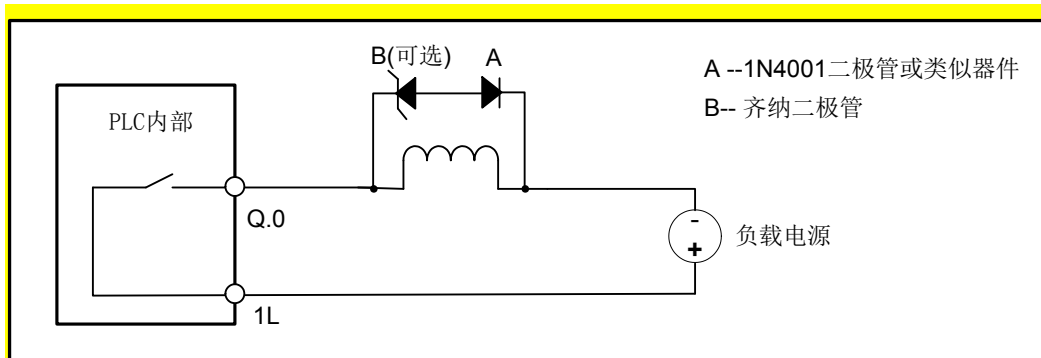 B(可选)
A
A --1N4001二极管或类似器件
B-- 齐纳二极管
PLC内部
Q.0
-
+
负载电源
1L